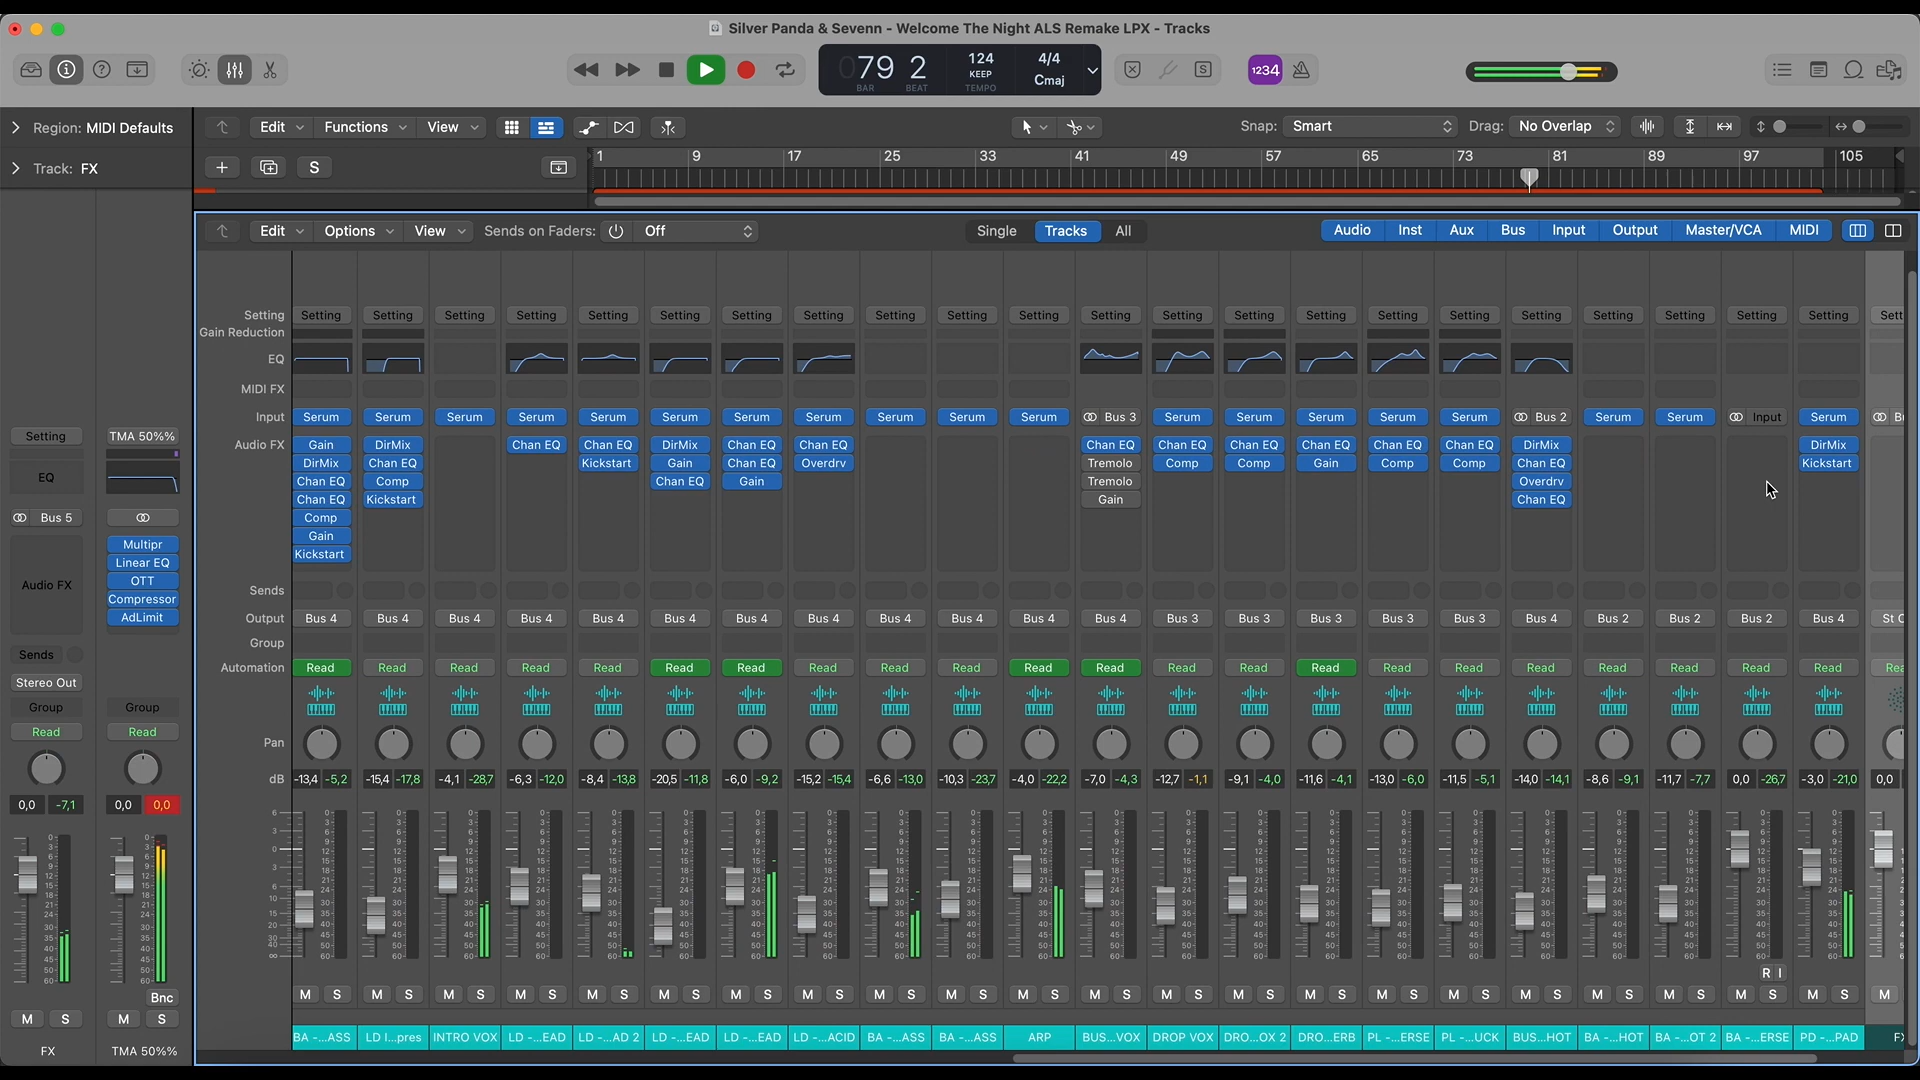 Silver Panda & Sevenn - Welcome The Night ALS Remake LPX - Tracks
079 2 124 KEEP TEMPO 4/4 Cmaj
BAR BEAT
1234
Region: MIDI Defaults
Edit Functions View
Snap: Smart Drag: No Overlap
Track: FX
S
1 9 17 25 33 41 49 57 65 73 81 89 97 105
Edit Options View Sends on Faders: Off Single Tracks All Audio Inst Aux Bus Input Output Master/VCA MIDI
Setting Setting Setting Setting Setting Setting Setting Setting Setting Setting Setting Setting Setting Setting Setting Setting Setting Setting Setting Setting Setting Setting Setting Sett
Gain Reduction
EQ
MIDI FX
Input Serum Serum Serum Serum Serum Serum Serum Serum Serum Serum Serum Bus 3 Serum Serum Serum Serum Serum Bus 2 Serum Serum Input Serum
Audio FX Gain DirMix Chan EQ Chan EQ DirMix Chan EQ Chan EQ Chan EQ Chan EQ Chan EQ Chan EQ Chan EQ Chan EQ DirMix DirMix
DirMix Chan EQ Kickstart Gain Chan EQ Overdrv Tremolo Comp Comp Gain Comp Comp Chan EQ Kickstart
Chan EQ Comp Chan EQ Gain Tremolo Overdrv
Chan EQ Kickstart Gain Chan EQ
Comp
Gain
Kickstart
Sends
Output Bus 4 Bus 4 Bus 4 Bus 4 Bus 4 Bus 4 Bus 4 Bus 4 Bus 4 Bus 4 Bus 4 Bus 4 Bus 3 Bus 3 Bus 3 Bus 3 Bus 3 Bus 4 Bus 2 Bus 2 Bus 2 Bus 4 St
Group
Automation Read Read Read Read Read Read Read Read Read Read Read Read Read Read Read Read Read Read Read Read Read Read Rea
Pan
dB -13,4 -5,2 -15,4 -17,8 -4,1 -28,7 -6,3 -12,0 -8,4 -13,8 -20,5 -11,8 -6,0 -9,2 -15,2 -15,4 -6,6 -13,0 -10,3 -23,7 -4,0 -22,2 -7,0 -4,3 -12,7 -1,1 -9,1 -4,0 -11,6 -4,1 -13,0 -6,0 -11,5 -5,1 -14,0 -14,1 -8,6 -9,1 -11,7 -7,7 0,0 -26,7 -3,0 -21,0 0,0
R I
M S M S M S M S M S M S M S M S M S M S M S M S M S M S M S M S M S M S M S M S M S M S M
BA -...ASS LD I...pres INTRO VOX LD -...EAD LD -...AD 2 LD -...EAD LD -...EAD LD -...ACID BA -...ASS BA -...ASS ARP BUS...VOX DROP VOX DRO...OX 2 DRO...ERB PL -...ERSE PL -...UCK BUS...HOT BA -...HOT BA -...OT 2 BA -...ERSE PD -...PAD FX
Setting TMA 50%%
EQ
Bus 5
Audio FX
Multipr
Linear EQ
OTT
Compressor
AdLimit
Sends
Stereo Out
Group Group
Read Read
0,0 -7,1 0,0 0,0
Bnc
M S M S
FX TMA 50%%